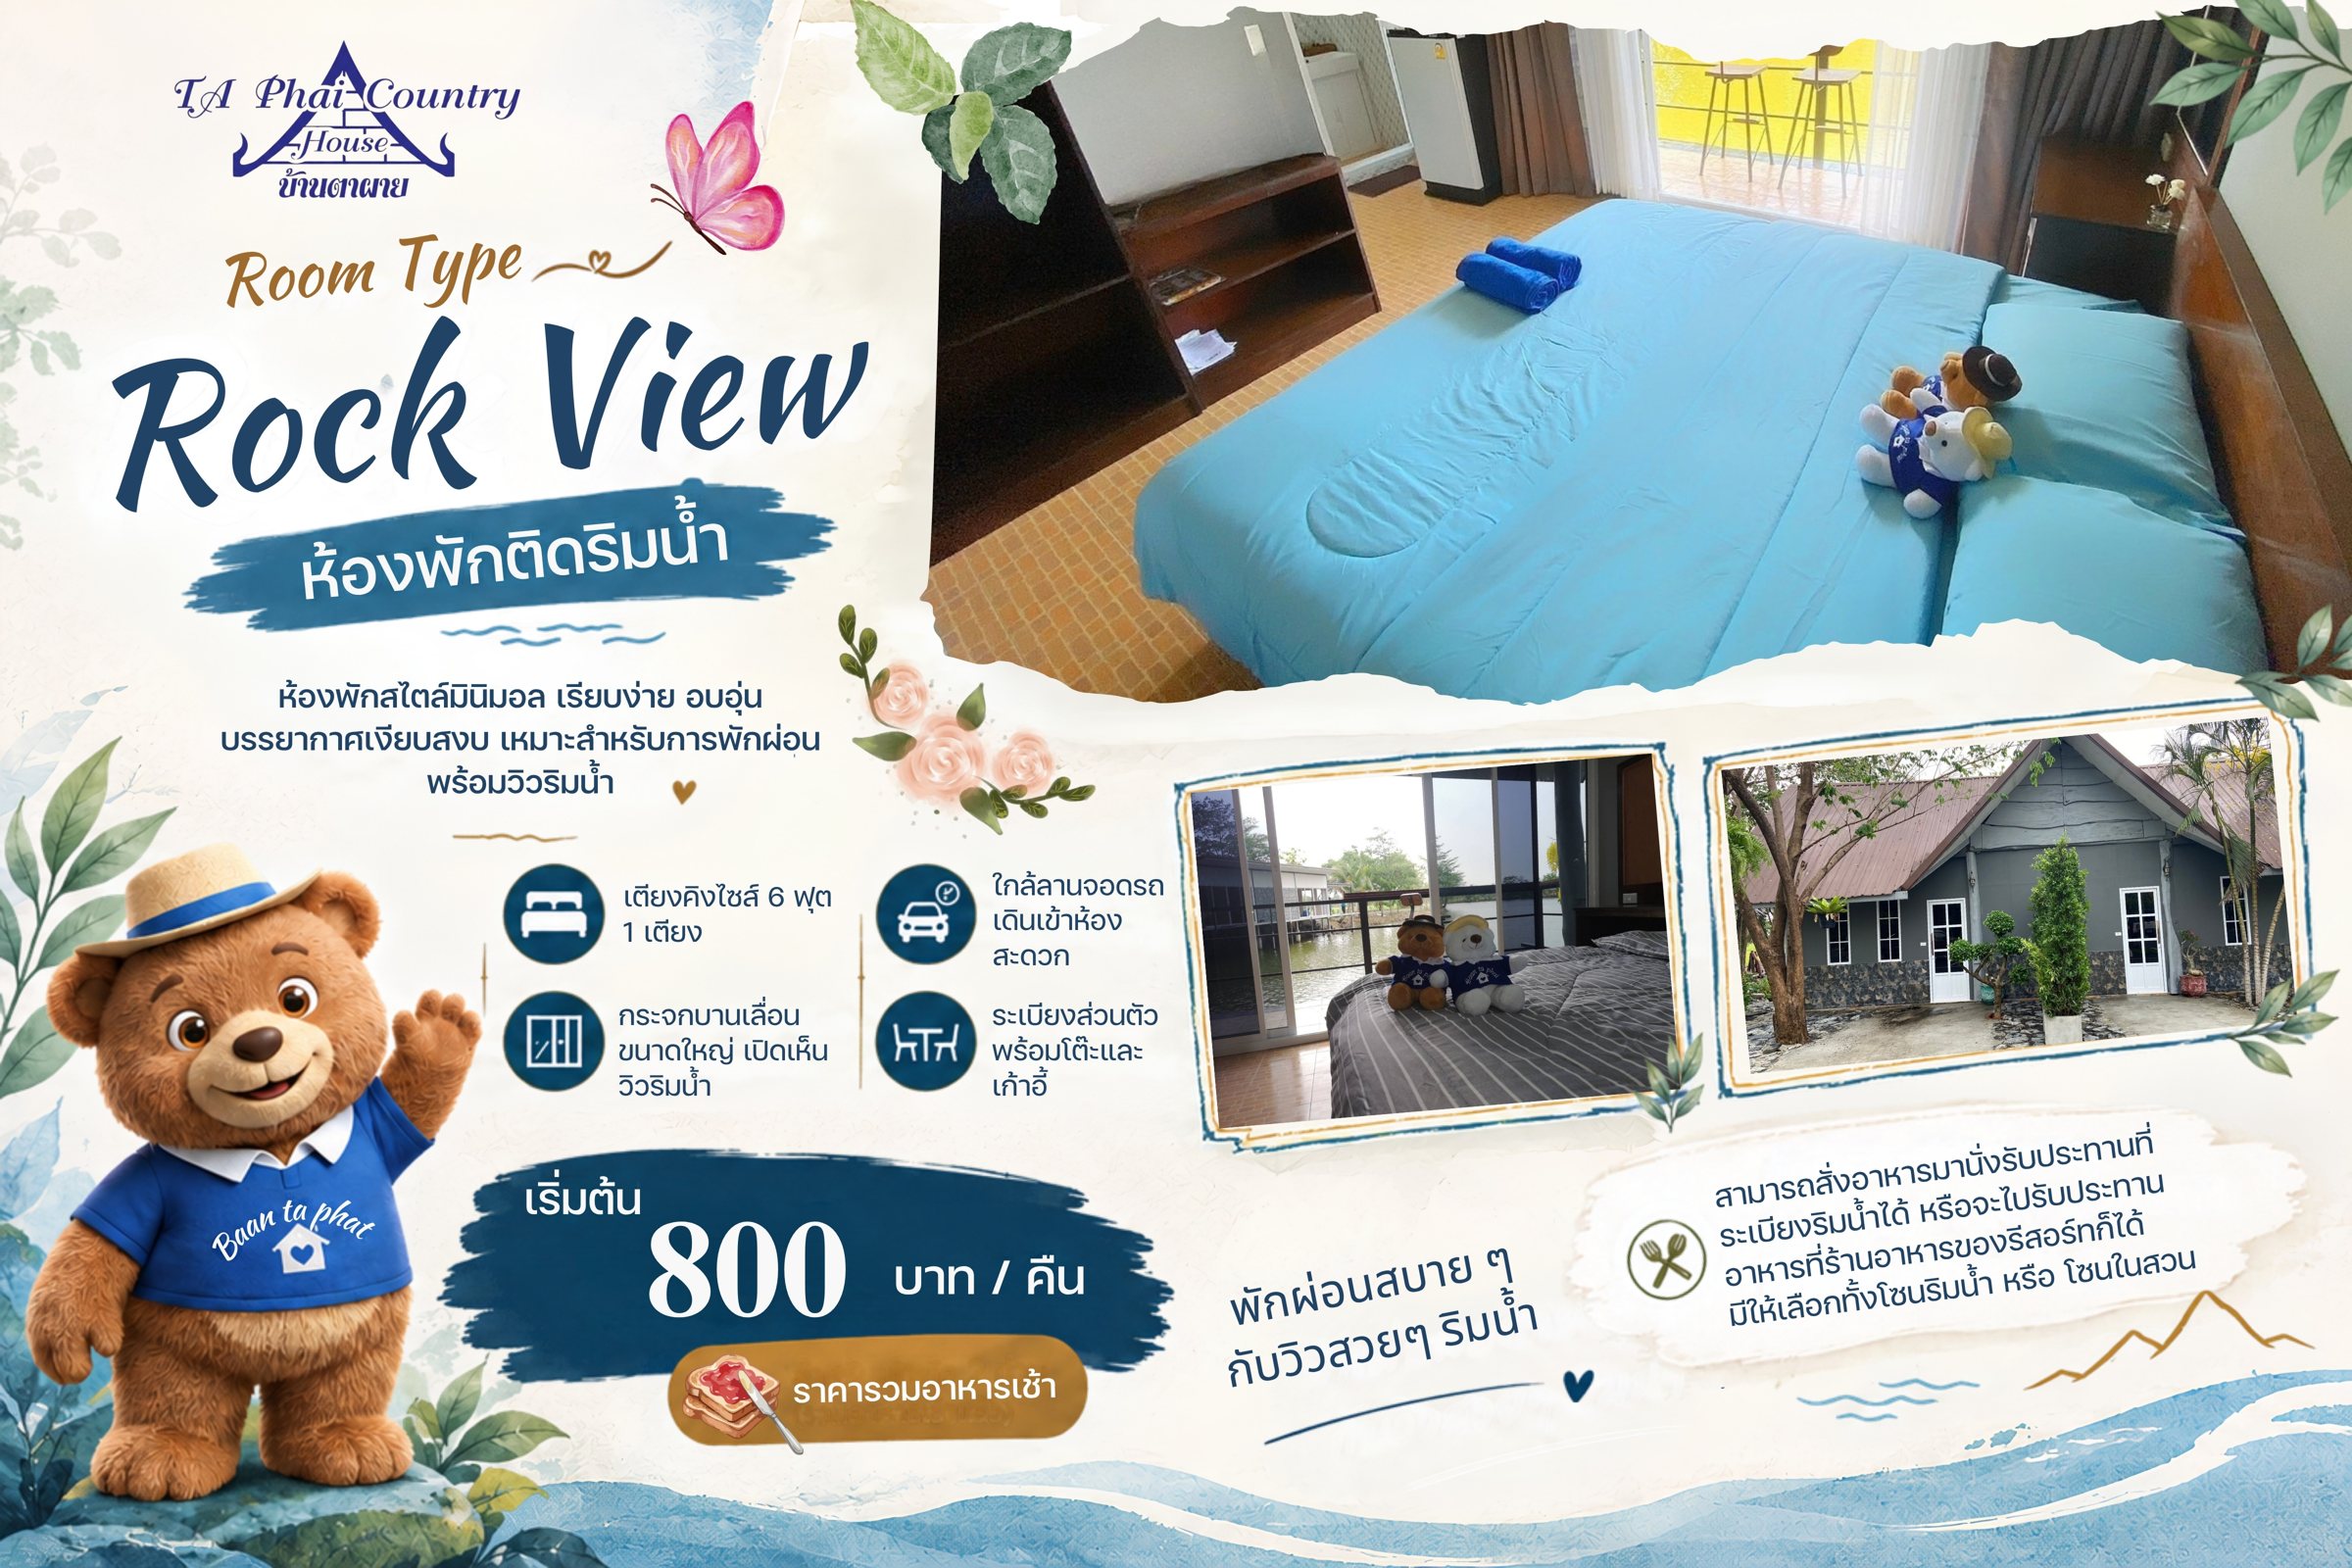 TA Phai Country
House
บ้านตาผาย
Room Type
Rock View
ห้องพักติดริมน้ำ
ห้องพักสไตล์มินิมอล เรียบง่าย อบอุ่น
บรรยากาศเงียบสงบ เหมาะสำหรับการพักผ่อน
พร้อมวิวริมน้ำ
เตียงคิงไซส์ 6 ฟุต
1 เตียง
ใกล้ลานจอดรถ
เดินเข้าห้อง
สะดวก
กระจกบานเลื่อน
ขนาดใหญ่ เปิดเห็น
วิวริมน้ำ
ระเบียงส่วนตัว
พร้อมโต๊ะและ
เก้าอี้
Baan ta phat
เริ่มต้น
800 บาท / คืน
ราคารวมอาหารเช้า
พักผ่อนสบาย ๆ
กับวิวสวยๆ ริมน้ำ
สามารถสั่งอาหารมานั่งรับประทานที่
ระเบียงริมน้ำได้ หรือจะไปรับประทาน
อาหารที่ร้านอาหารของรีสอร์ทก็ได้
มีให้เลือกทั้งโซนริมน้ำ หรือ โซนในสวน